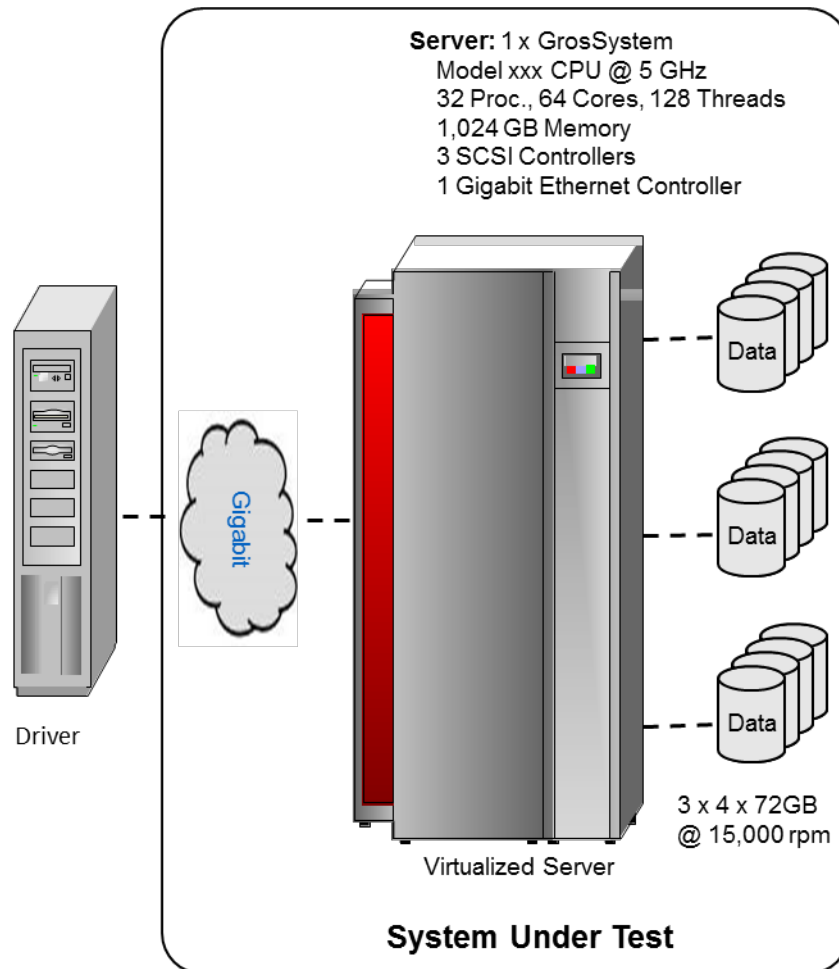 Server: 1 x GrosSystem
Model xxx CPU @ 5 GHz
32 Proc., 64 Cores, 128 Threads
1,024 GB Memory
3 SCSI Controllers
1 Gigabit Ethernet Controller
Data
Gigabit
Data
Data
Driver
3 x 4 x 72GB
@ 15,000 rpm
Virtualized Server
System Under Test